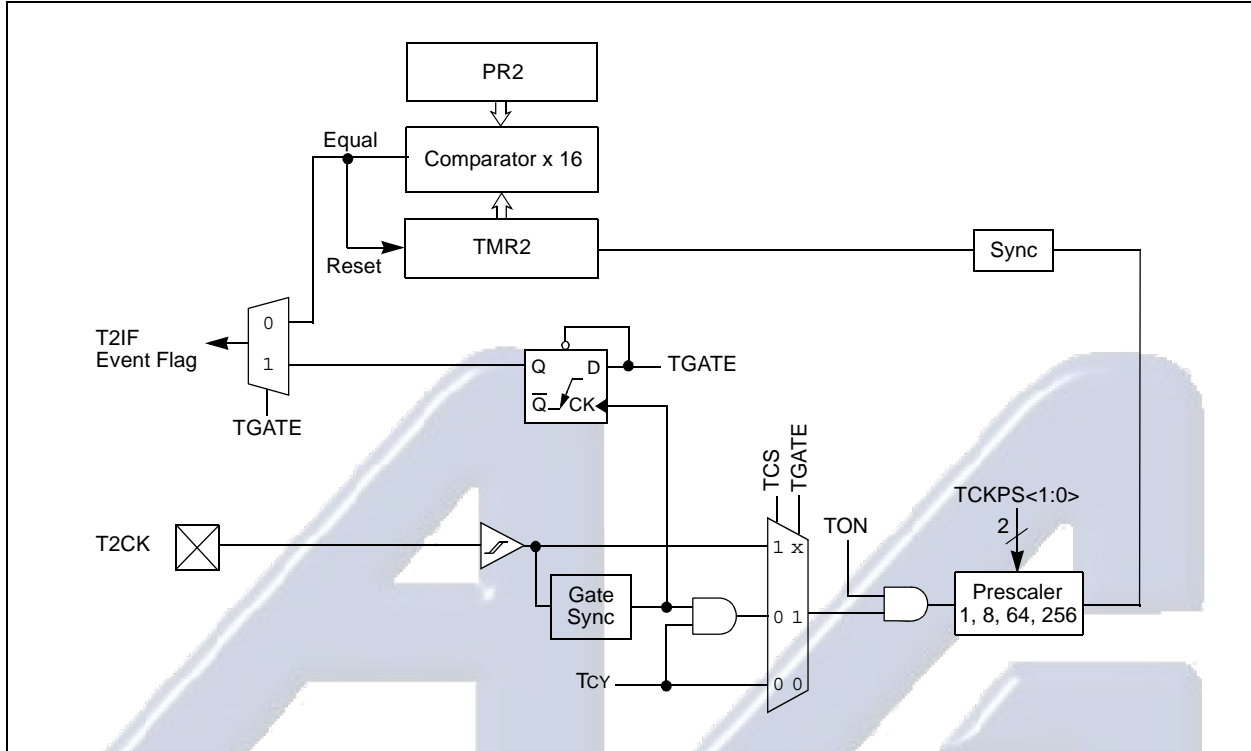 PR2
Equal
Comparator x 16
TMR2
Reset
Sync
0
1
T2IF
Event Flag
TGATE
Q
D
Q̅
CK
TGATE
TCS
TGATE
TCKPS<1:0>
2
TON
T2CK
1 x
Gate
Sync
0 1
Prescaler
1, 8, 64, 256
TCY
0 0